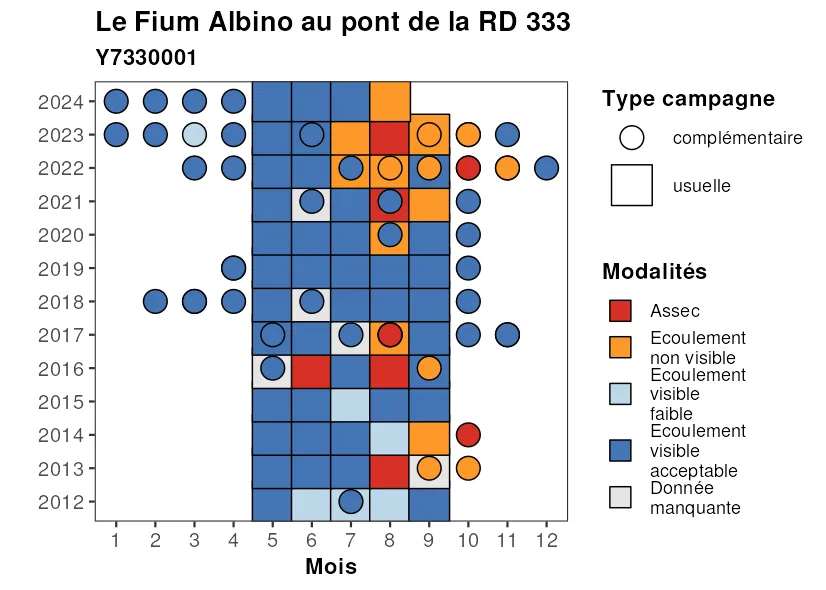 Le Fium Albino au pont de la RD 333
Y7330001
2024
2023
2022
2021
2020
2019
2018
2017
2016
2015
2014
2013
2012
1 2 3 4 5 6 7 8 9 10 11 12
Mois
Type campagne
complémentaire
usuelle
Modalités
Assec
Ecoulement
non visible
Ecoulement
visible
faible
Ecoulement
visible
acceptable
Donnée
manquante